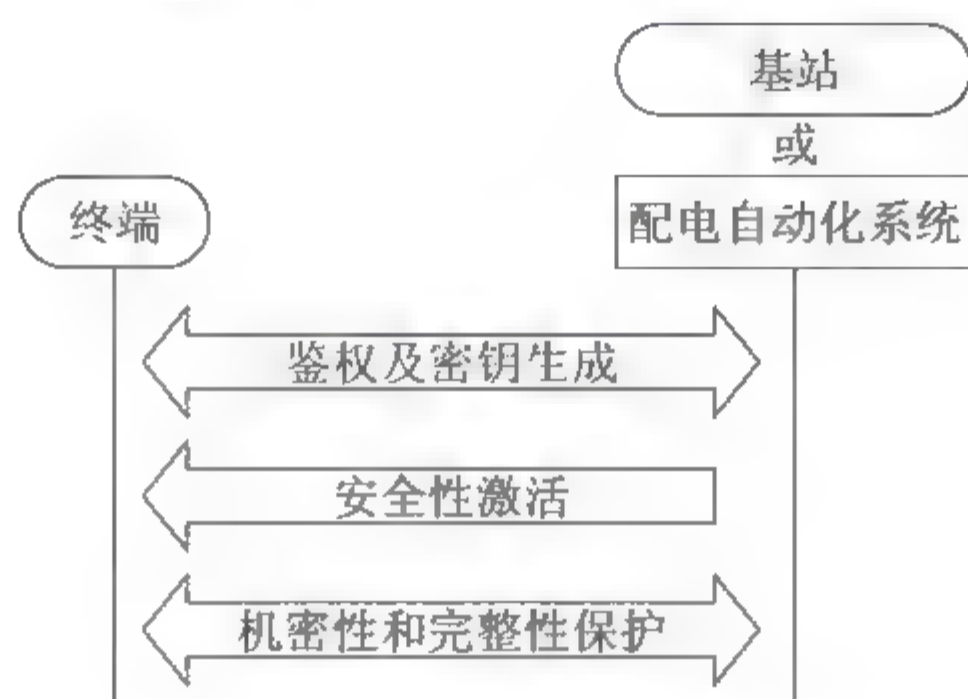 基站
或
终端
配电自动化系统
鉴权及密钥生成
安全性激活
机密性和完整性保护